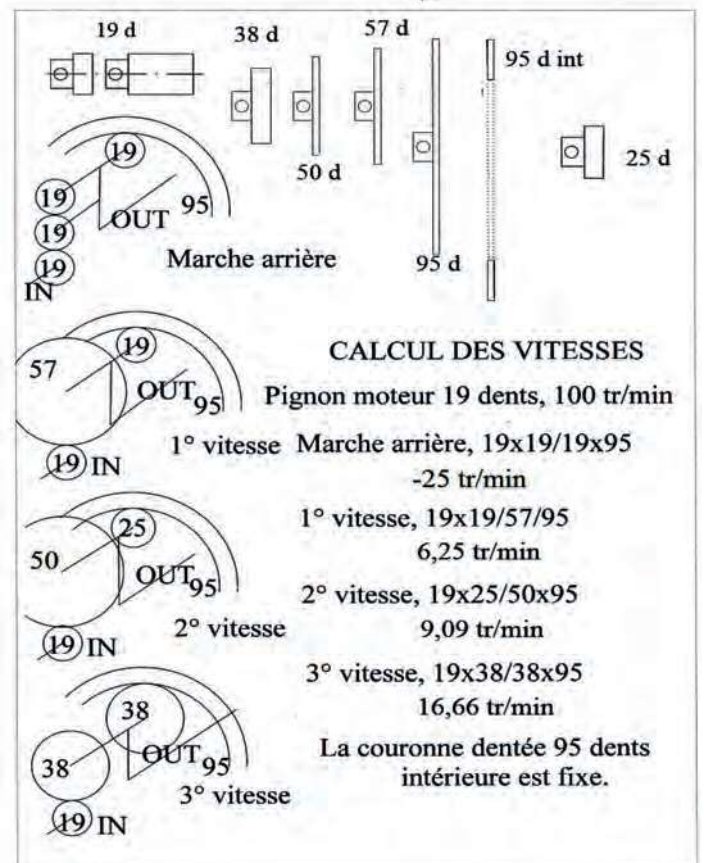 19 d
38 d
57 d
95 d int
50 d
25 d
95 d
19
19
19
19
IN
OUT
95
Marche arrière
57
19
OUT
95
19 IN
1° vitesse
50
25
OUT
95
19 IN
2° vitesse
38
38
OUT
95
19 IN
3° vitesse
CALCUL DES VITESSES
Pignon moteur 19 dents, 100 tr/min
Marche arrière, 19x19/19x95
-25 tr/min
1° vitesse, 19x19/57/95
6,25 tr/min
2° vitesse, 19x25/50x95
9,09 tr/min
3° vitesse, 19x38/38x95
16,66 tr/min
La couronne dentée 95 dents
intérieure est fixe.